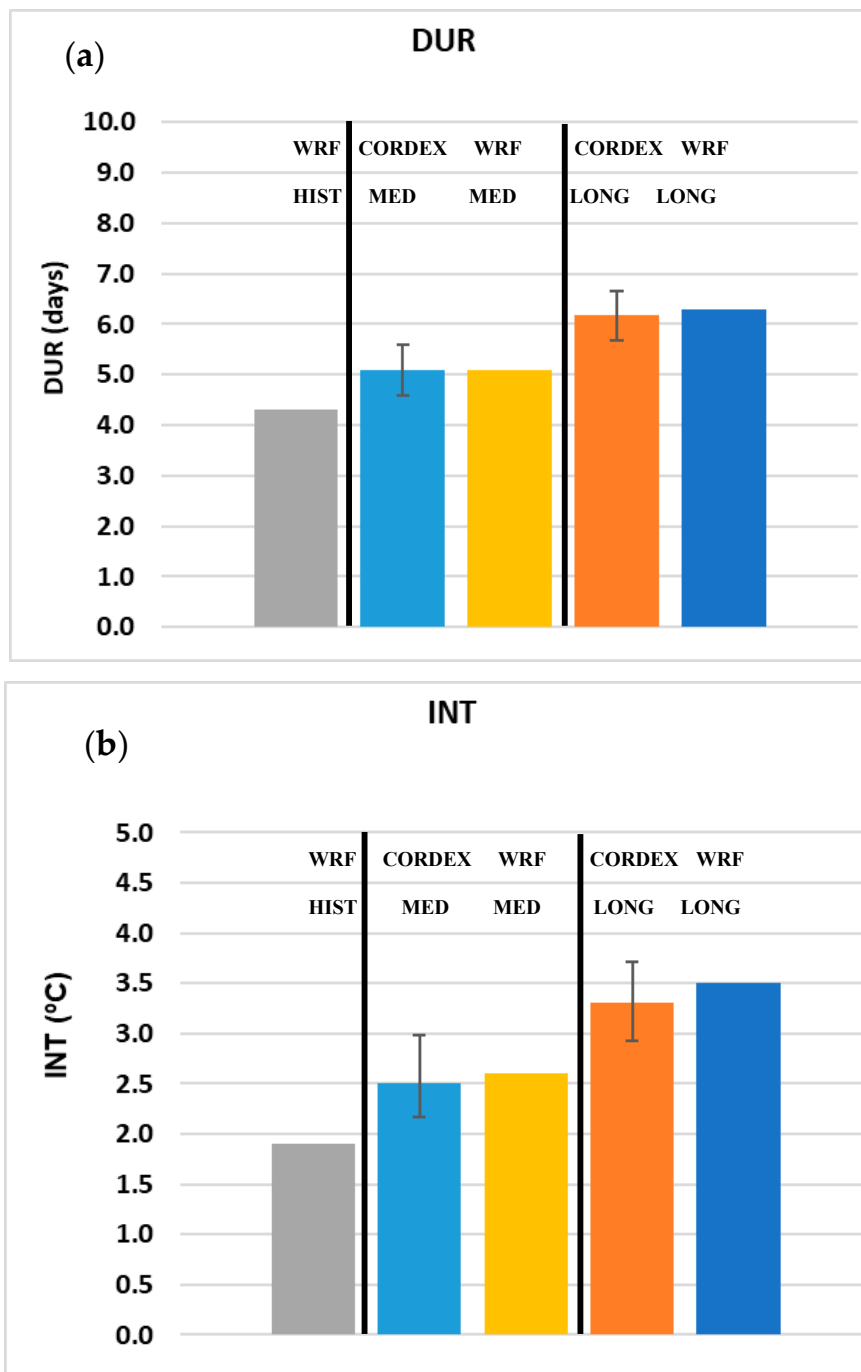 (a)
DUR
DUR (days)
10.0
9.0
8.0
7.0
6.0
5.0
4.0
3.0
2.0
1.0
0.0
WRF CORDEX WRF CORDEX WRF
HIST MED MED LONG LONG
INT
(b)
INT (ºC)
5.0
4.5
4.0
3.5
3.0
2.5
2.0
1.5
1.0
0.5
0.0
WRF CORDEX WRF CORDEX WRF
HIST MED MED LONG LONG